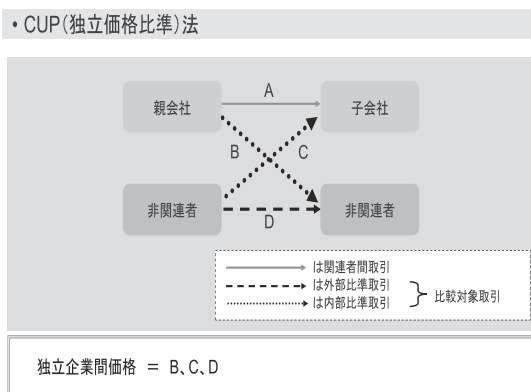 ・CUP(独立価格比準)法
A
親会社
子会社
B
C
非関連者
非関連者
D
は関連者間取引
は外部比準取引
は内部比準取引
比較対象取引
独立企業間価格 ＝ B、C、D